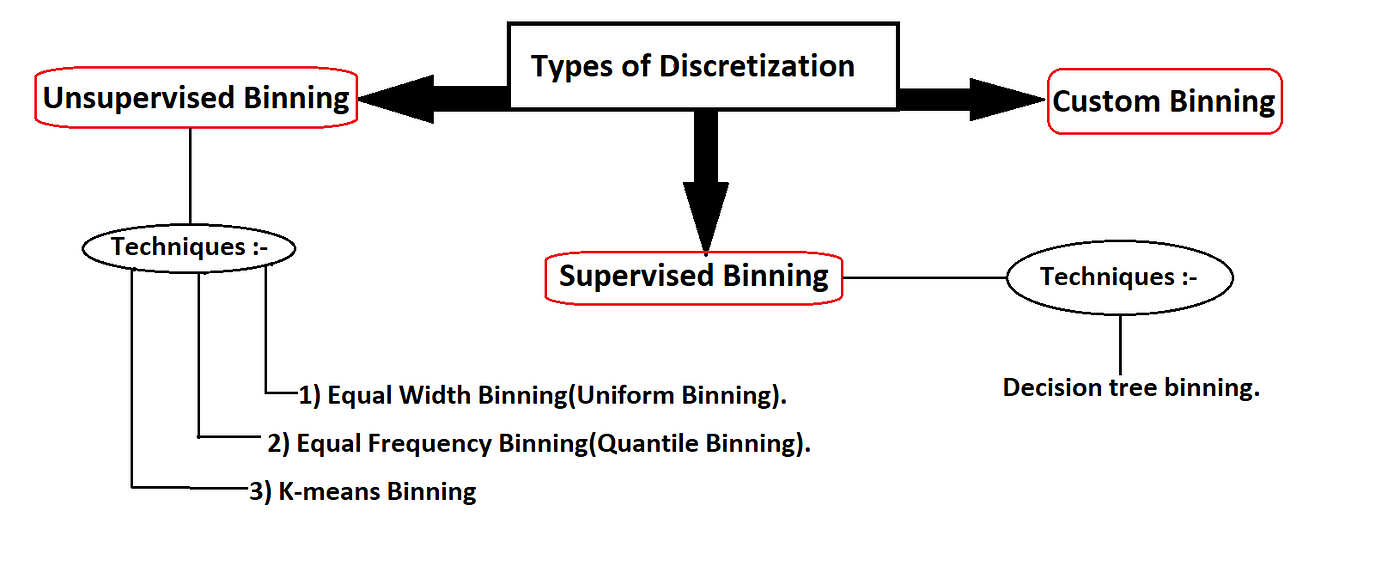 Types of Discretization
Unsupervised Binning
Custom Binning
Techniques :-
Supervised Binning
Techniques :-
1) Equal Width Binning(Uniform Binning).
2) Equal Frequency Binning(Quantile Binning).
3) K-means Binning
Decision tree binning.